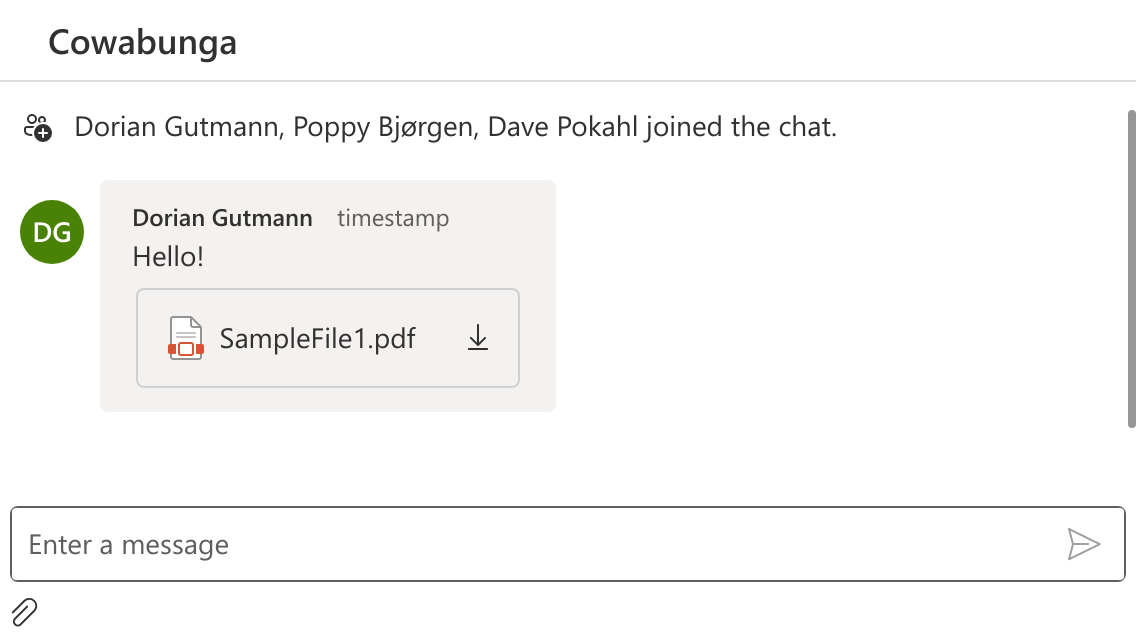 Cowabunga
Dorian Gutmann, Poppy Bjørgen, Dave Pokahl joined the chat.
DG
Dorian Gutmann timestamp
Hello!
SampleFile1.pdf
Enter a message